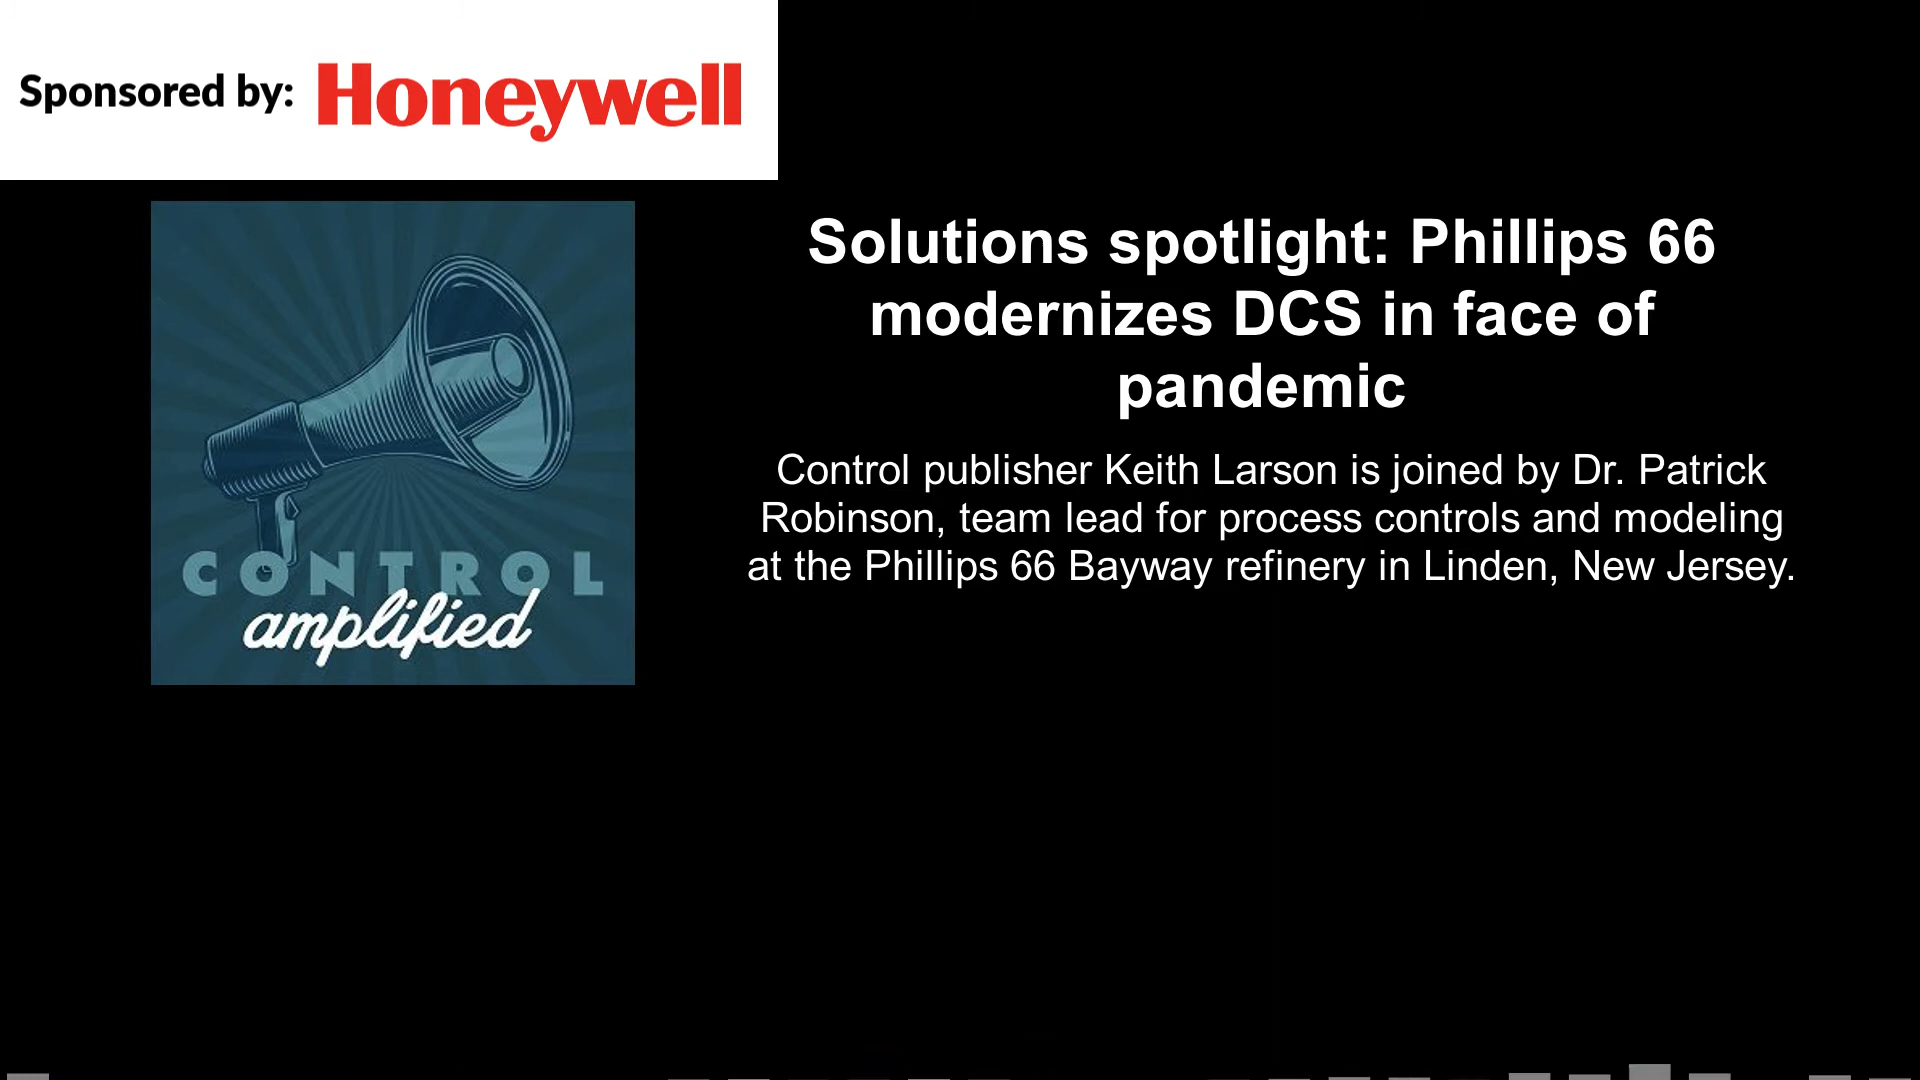 Sponsored by: Honeywell
Solutions spotlight: Phillips 66
modernizes DCS in face of
pandemic
Control publisher Keith Larson is joined by Dr. Patrick
Robinson, team lead for process controls and modeling
at the Phillips 66 Bayway refinery in Linden, New Jersey.
CONTROL
amplified